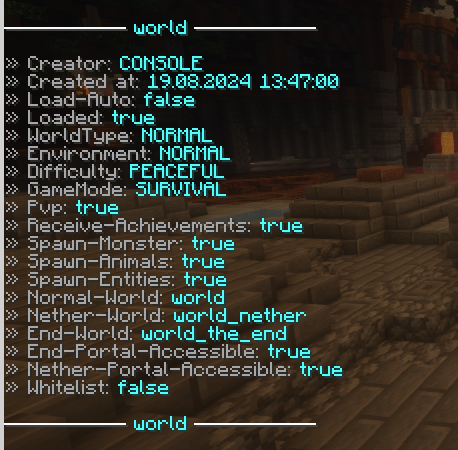 world
» Creator: CONSOLE
» Created at: 19.08.2024 13:47:00
» Load-Auto: false
» Loaded: true
» WorldType: NORMAL
» Environment: NORMAL
» Difficulty: PEACEFUL
» GameMode: SURVIVAL
» Pvp: true
» Receive-Achievements: true
» Spawn-Monster: true
» Spawn-Animals: true
» Spawn-Entities: true
» Normal-World: world
» Nether-World: world_nether
» End-World: world_the_end
» End-Portal-Accessible: true
» Nether-Portal-Accessible: true
» Whitelist: false
world